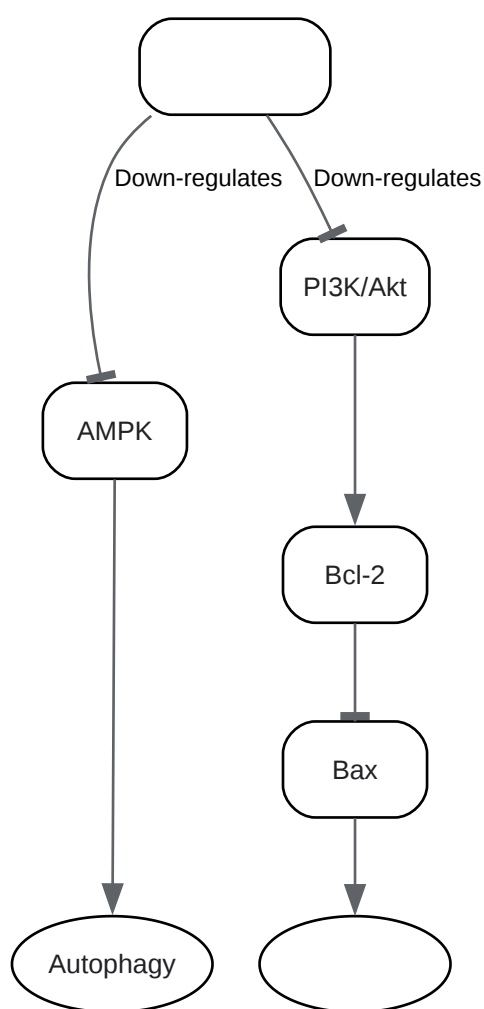 Down-regulates
Down-regulates
PI3K/Akt
AMPK
Bcl-2
Bax
Autophagy